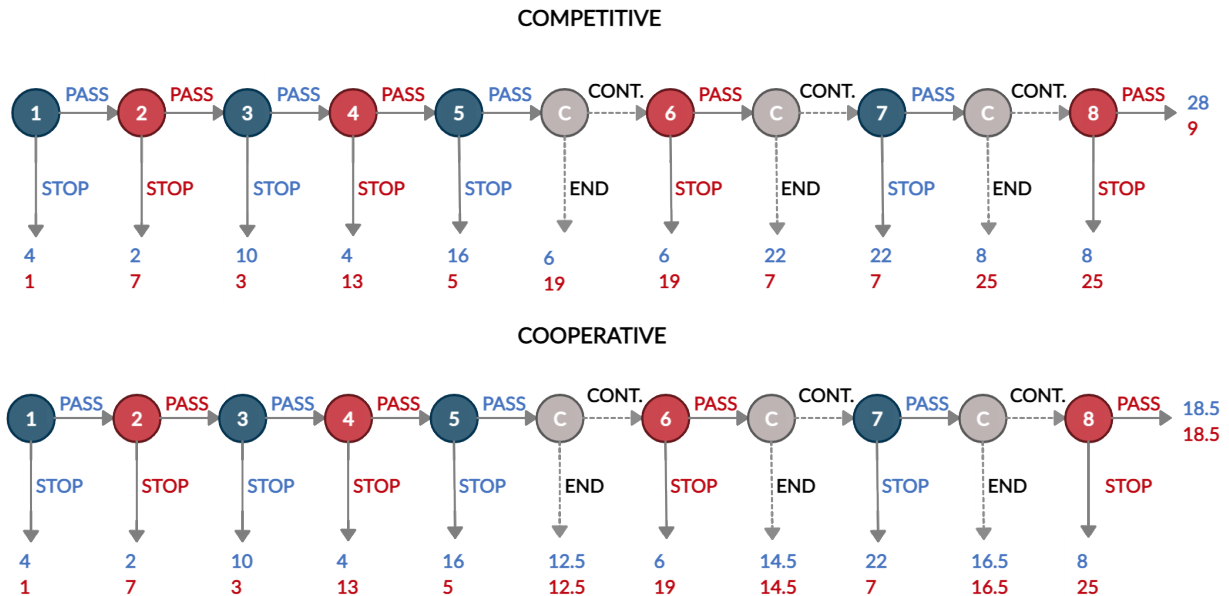 COMPETITIVE
PASS PASS PASS PASS PASS CONT. PASS CONT. PASS CONT. PASS
1 2 3 4 5 C 6 C 7 C 8 28
9
STOP STOP STOP STOP STOP END STOP END STOP END STOP
4 2 10 4 16 6 6 22 22 8 8
1 7 3 13 5 19 19 7 7 25 25
COOPERATIVE
PASS PASS PASS PASS PASS CONT. PASS CONT. PASS CONT. PASS
1 2 3 4 5 C 6 C 7 C 8 18.5
18.5
STOP STOP STOP STOP STOP END STOP END STOP END STOP
4 2 10 4 16 12.5 6 14.5 22 16.5 8
1 7 3 13 5 12.5 19 14.5 7 16.5 25